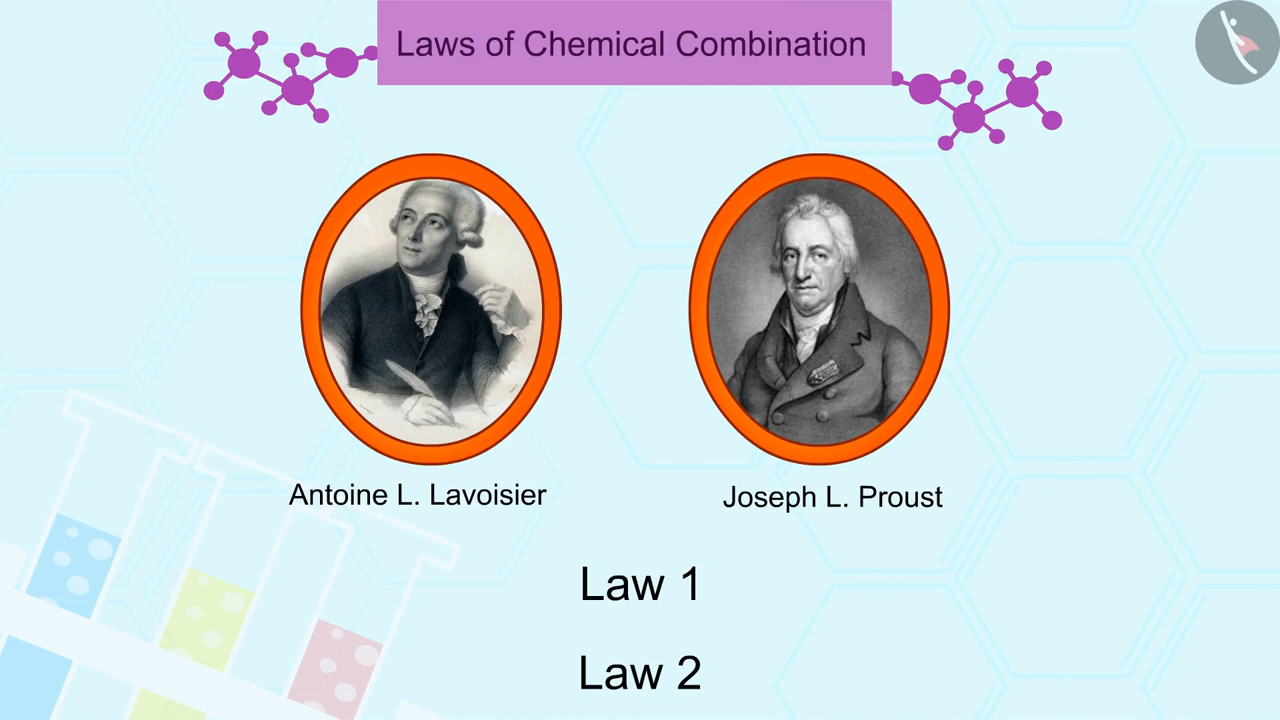 Laws of Chemical Combination
Antoine L. Lavoisier
Joseph L. Proust
Law 1
Law 2